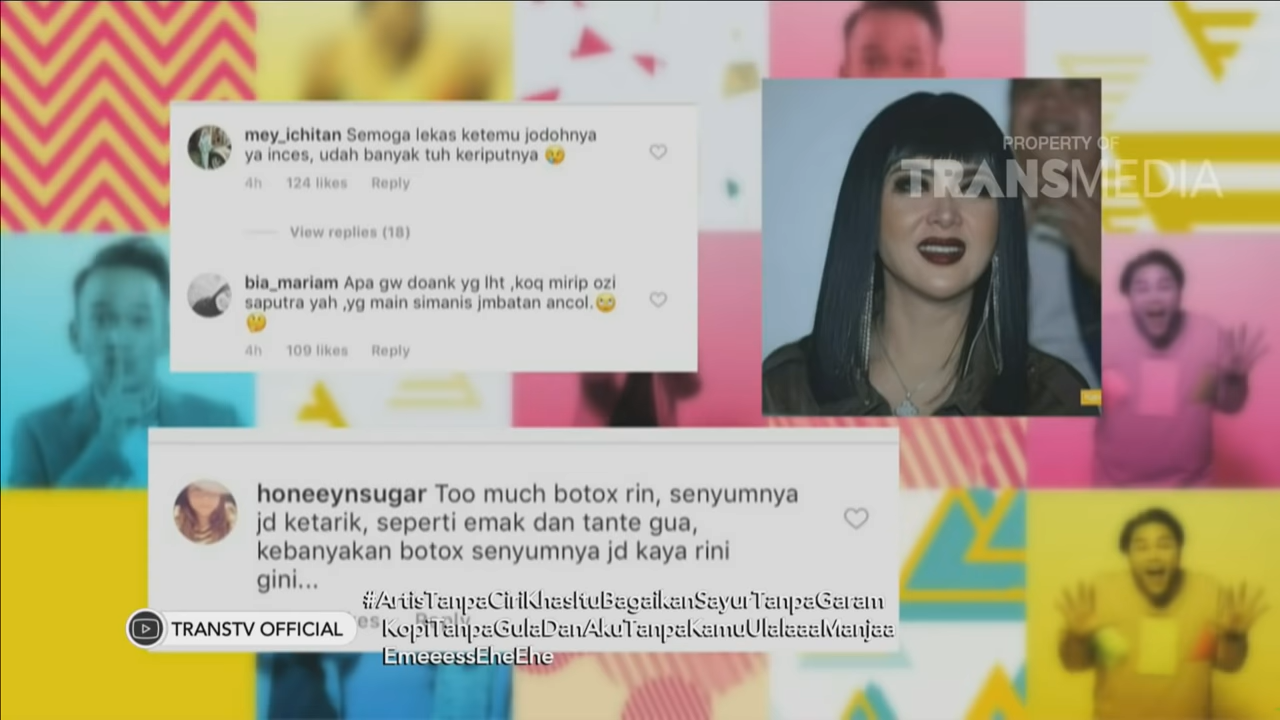 mey_ichitan Semoga lekas ketemu jodohnya
ya inces, udah banyak tuh keriputnya 😢
4h 124 likes Reply
View replies (18)
bia_mariam Apa gw doank yg lht ,koq mirip ozi
saputra yah ,yg main simanis jmbatan ancol.🙄
🤔
4h 109 likes Reply
PROPERTY OF
TRANSMEDIA
honeeynsugar Too much botox rin, senyumnya
jd ketarik, seperti emak dan tante gua,
kebanyakan botox senyumnya jd kaya rini
gini...
Reply
#ArtisTanpaCiriKhasItuBagaikanSayurTanpaGaram
KopiTanpaGulaDanAkuTanpaKamuUlalaaaManjaa
EmeeessEheEhe
TRANSTV OFFICIAL